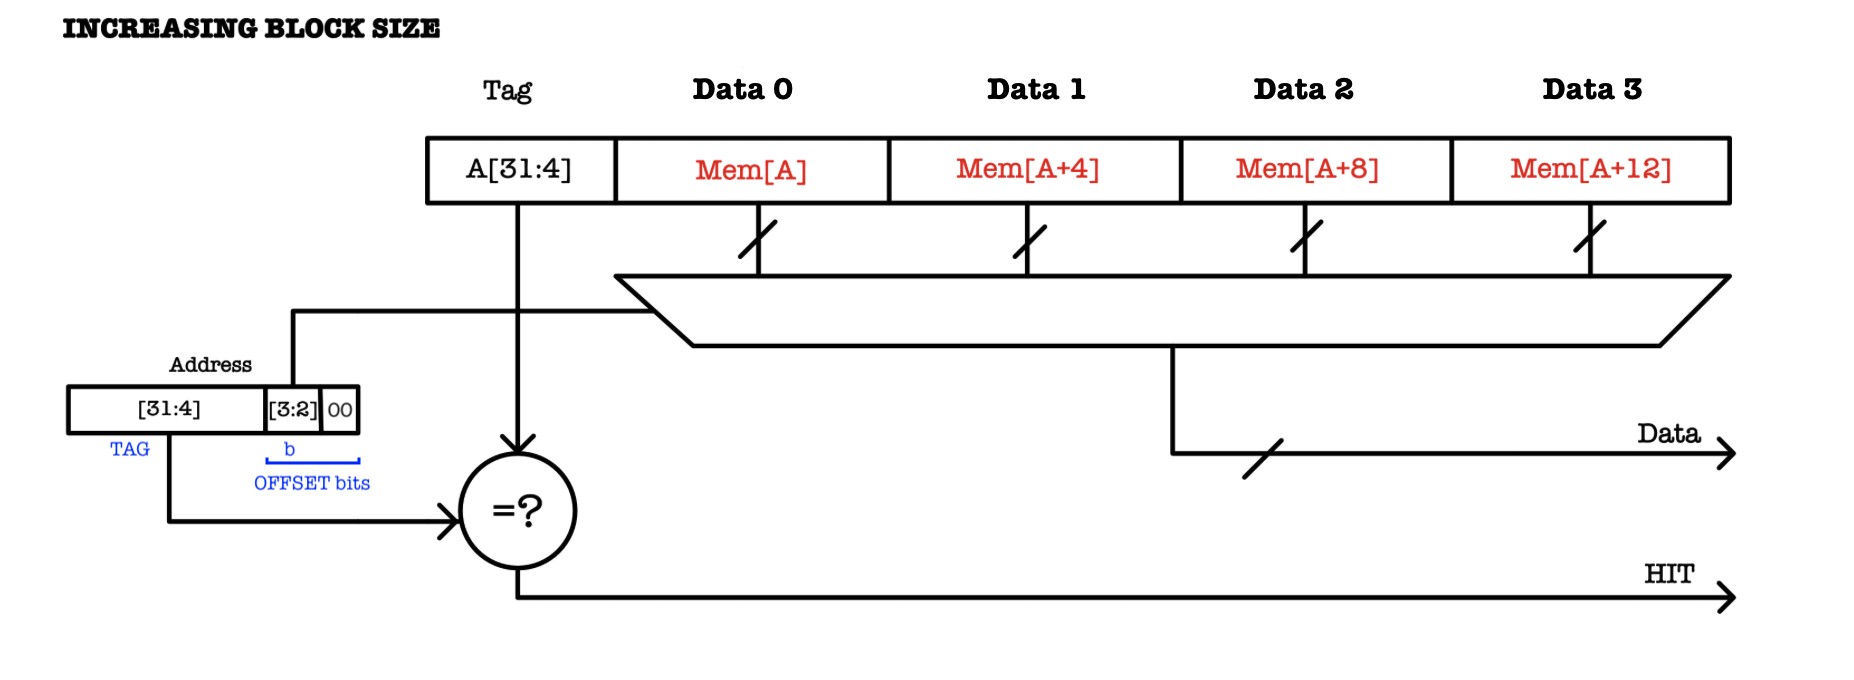 INCREASING BLOCK SIZE
Tag Data 0 Data 1 Data 2 Data 3
A[31:4] Mem[A] Mem[A+4] Mem[A+8] Mem[A+12]
Address
[31:4] [3:2] 00
TAG b
OFFSET bits
=?
Data
HIT